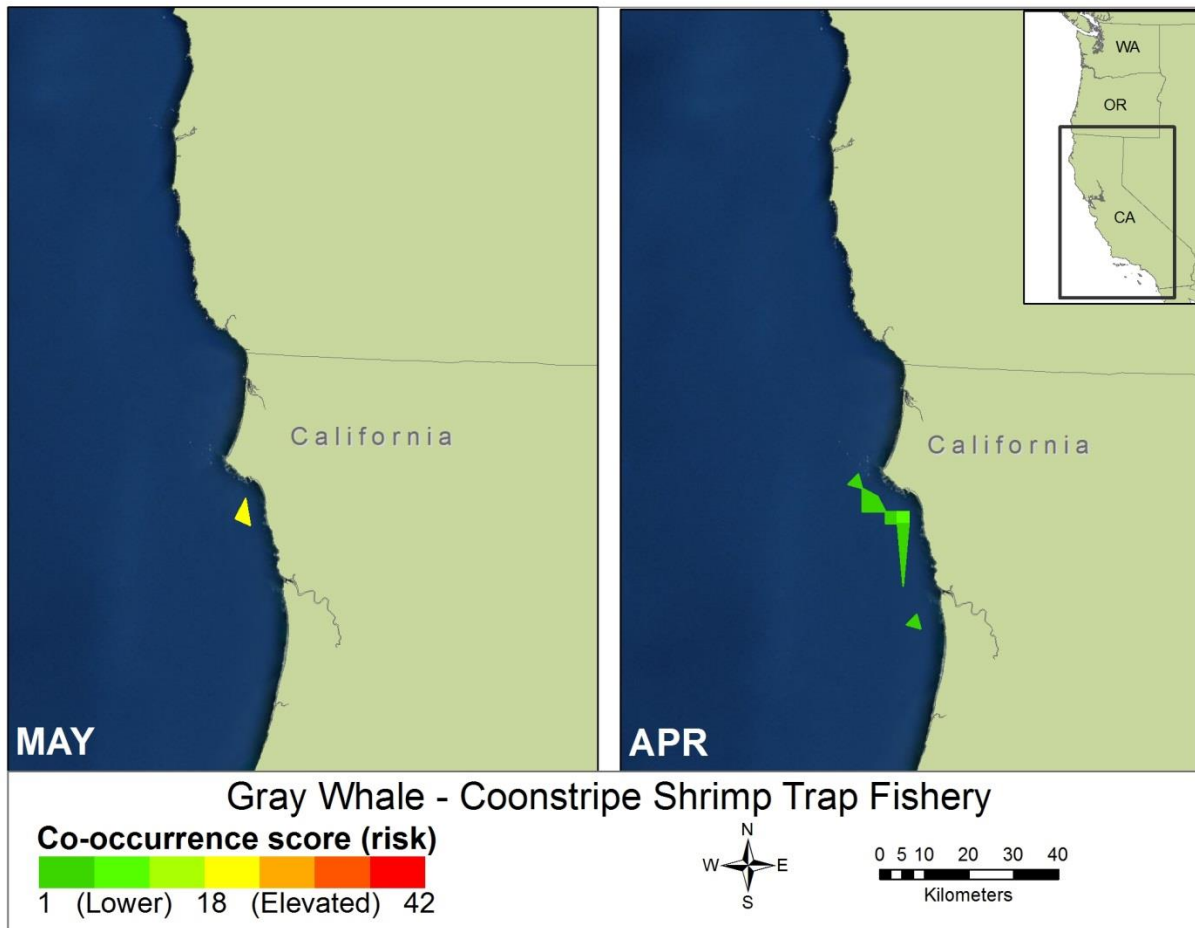 WA
OR
CA
California
California
MAY
APR
Gray Whale - Coonstripe Shrimp Trap Fishery
Co-occurrence score (risk)
1 (Lower) 18 (Elevated) 42
N
W E
S
0 5 10 20 30 40
Kilometers